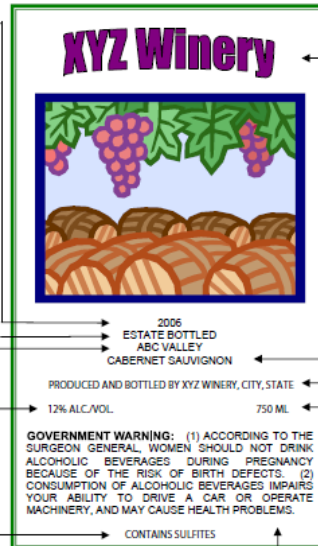 XYZ Winery
2006
ESTATE BOTTLED
ABC VALLEY
CABERNET SAUVIGNON
PRODUCED AND BOTTLED BY XYZ WINERY, CITY, STATE
12% ALC./VOL. 750 ML
GOVERNMENT WARNING: (1) ACCORDING TO THE
SURGEON GENERAL, WOMEN SHOULD NOT DRINK
ALCOHOLIC BEVERAGES DURING PREGNANCY
BECAUSE OF THE RISK OF BIRTH DEFECTS. (2)
CONSUMPTION OF ALCOHOLIC BEVERAGES IMPAIRS
YOUR ABILITY TO DRIVE A CAR OR OPERATE
MACHINERY, AND MAY CAUSE HEALTH PROBLEMS.
CONTAINS SULFITES